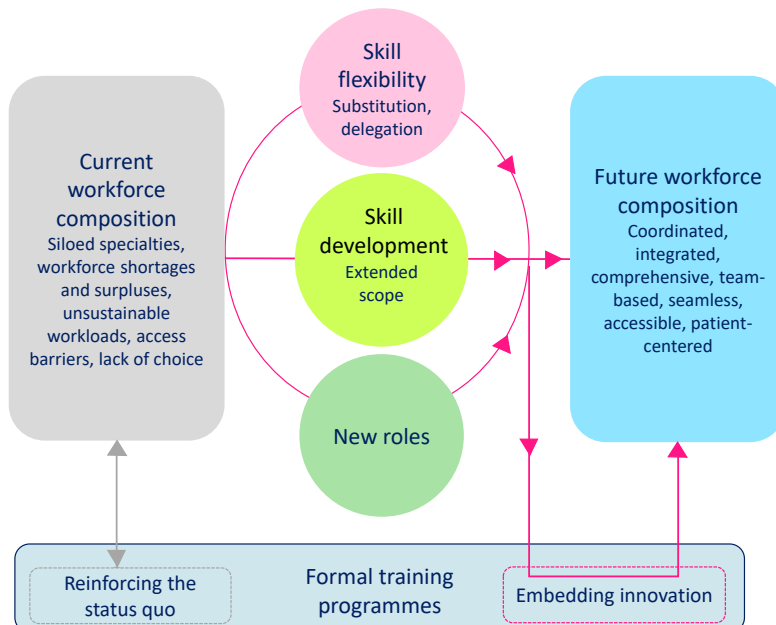 Current
workforce
composition
Siloed specialties,
workforce shortages
and surpluses,
unsustainable
workloads, access
barriers, lack of choice
Skill
flexibility
Substitution,
delegation
Skill
development
Extended
scope
New roles
Future workforce
composition
Coordinated,
integrated,
comprehensive, team-
based, seamless,
accessible, patient-
centered
Reinforcing the
status quo
Formal training
programmes
Embedding innovation